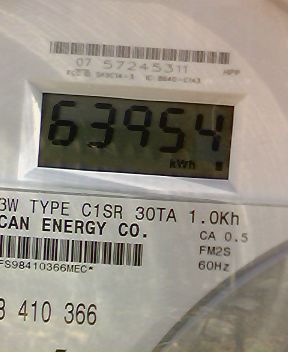 07 57245311
63954
kWh
3W TYPE C1SR 30TA 1.0Kh
CAN ENERGY CO.
CA 0.5
FM2S
60Hz
FS98410366MEC*
410 366